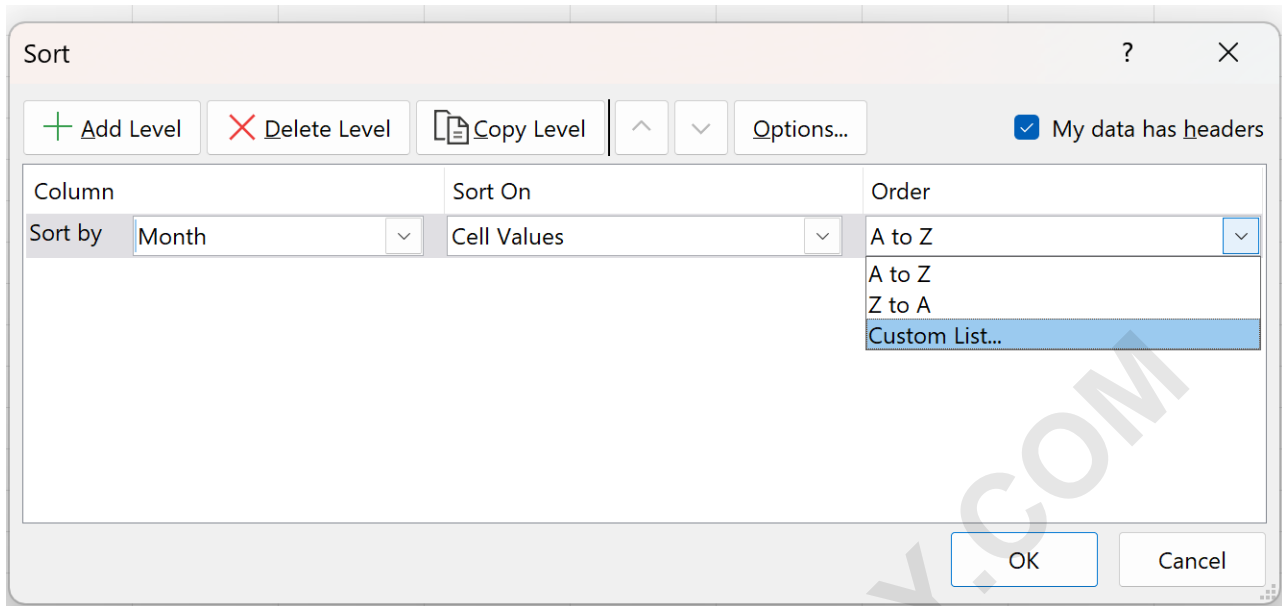 Sort ?
Add Level Delete Level Copy Level Options... My data has headers
Column Sort On Order
Sort by Month Cell Values A to Z
A to Z
Z to A
Custom List...
OK Cancel
Y.COM